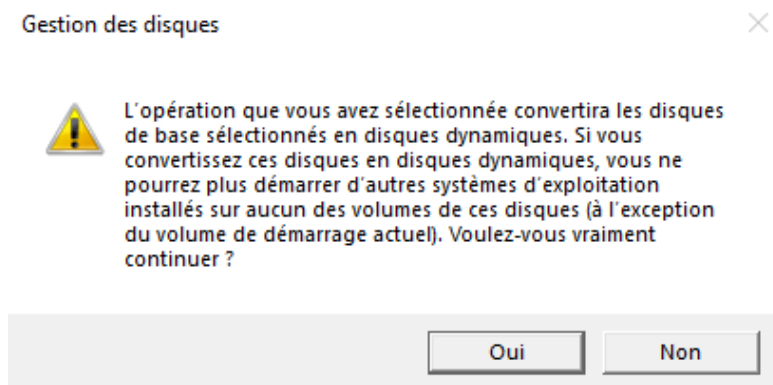 Gestion des disques
L'opération que vous avez sélectionnée convertira les disques
de base sélectionnés en disques dynamiques. Si vous
convertissez ces disques en disques dynamiques, vous ne
pourrez plus démarrer d'autres systèmes d'exploitation
installés sur aucun des volumes de ces disques (à l'exception
du volume de démarrage actuel). Voulez-vous vraiment
continuer ?
Oui
Non